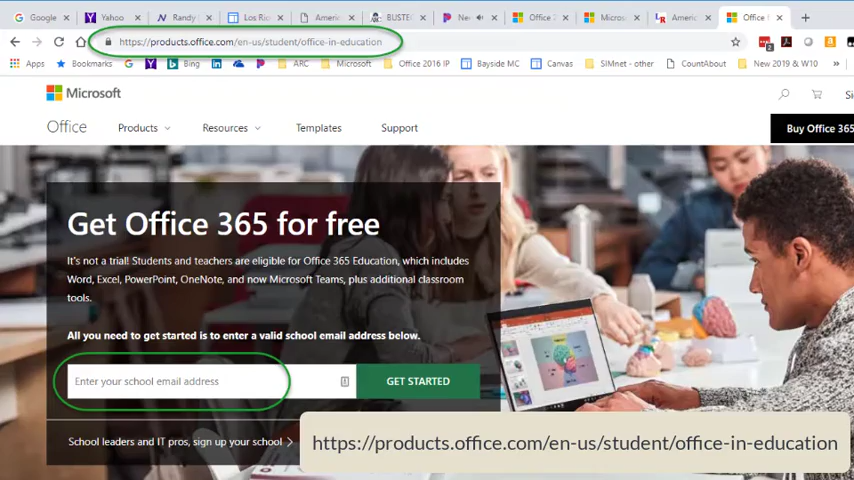 Google
Yahoo
Randy
Los Rio
Americ
BUSTEC
Ne
Office 2
Micros
Americ
Office f
https://products.office.com/en-us/student/office-in-education
Apps Bookmarks Bing ARC Microsoft Office 2016 IP Bayside MC Canvas SIMnet - other CountAbout New 2019 & W10 »
Microsoft
Office Products Resources Templates Support
Buy Office 365
Get Office 365 for free
It's not a trial! Students and teachers are eligible for Office 365 Education, which includes
Word, Excel, PowerPoint, OneNote, and now Microsoft Teams, plus additional classroom
tools.
All you need to get started is to enter a valid school email address below.
Enter your school email address
GET STARTED
School leaders and IT pros, sign up your school
https://products.office.com/en-us/student/office-in-education